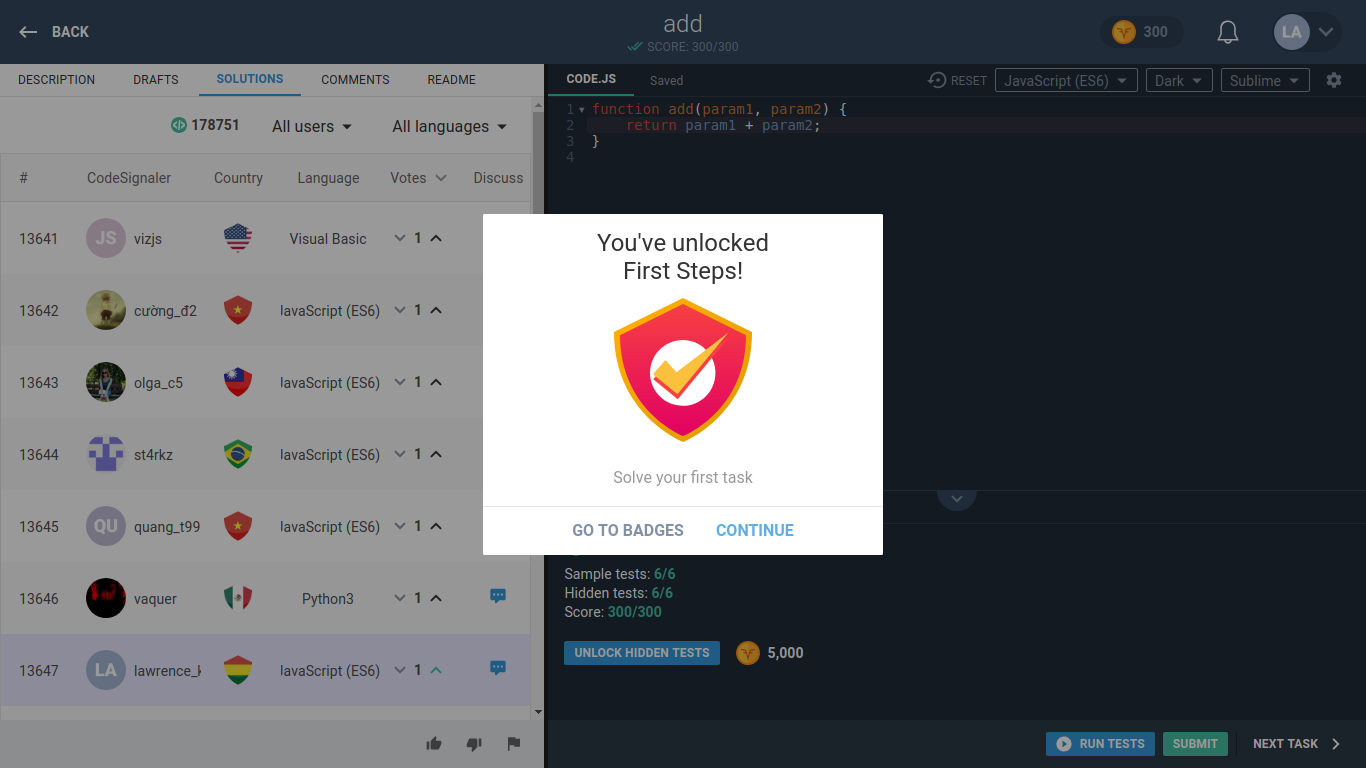 BACK
add
SCORE: 300/300
300
LA
DESCRIPTION DRAFTS SOLUTIONS COMMENTS README
178751 All users All languages
# CodeSignaler Country Language Votes Discuss
13641 JS vizjs Visual Basic 1
13642 cường_đ2 JavaScript (ES6) 1
13643 olga_c5 JavaScript (ES6) 1
13644 st4rkz JavaScript (ES6) 1
13645 QU quang_t99 JavaScript (ES6) 1
13646 vaquer Python3 1
13647 LA lawrence_k JavaScript (ES6) 1
CODE.JS Saved RESET JavaScript (ES6) Dark Sublime
1 function add(param1, param2) {
2 return param1 + param2;
3 }
4
You've unlocked
First Steps!
Solve your first task
GO TO BADGES CONTINUE
Sample tests: 6/6
Hidden tests: 6/6
Score: 300/300
UNLOCK HIDDEN TESTS 5,000
RUN TESTS SUBMIT NEXT TASK